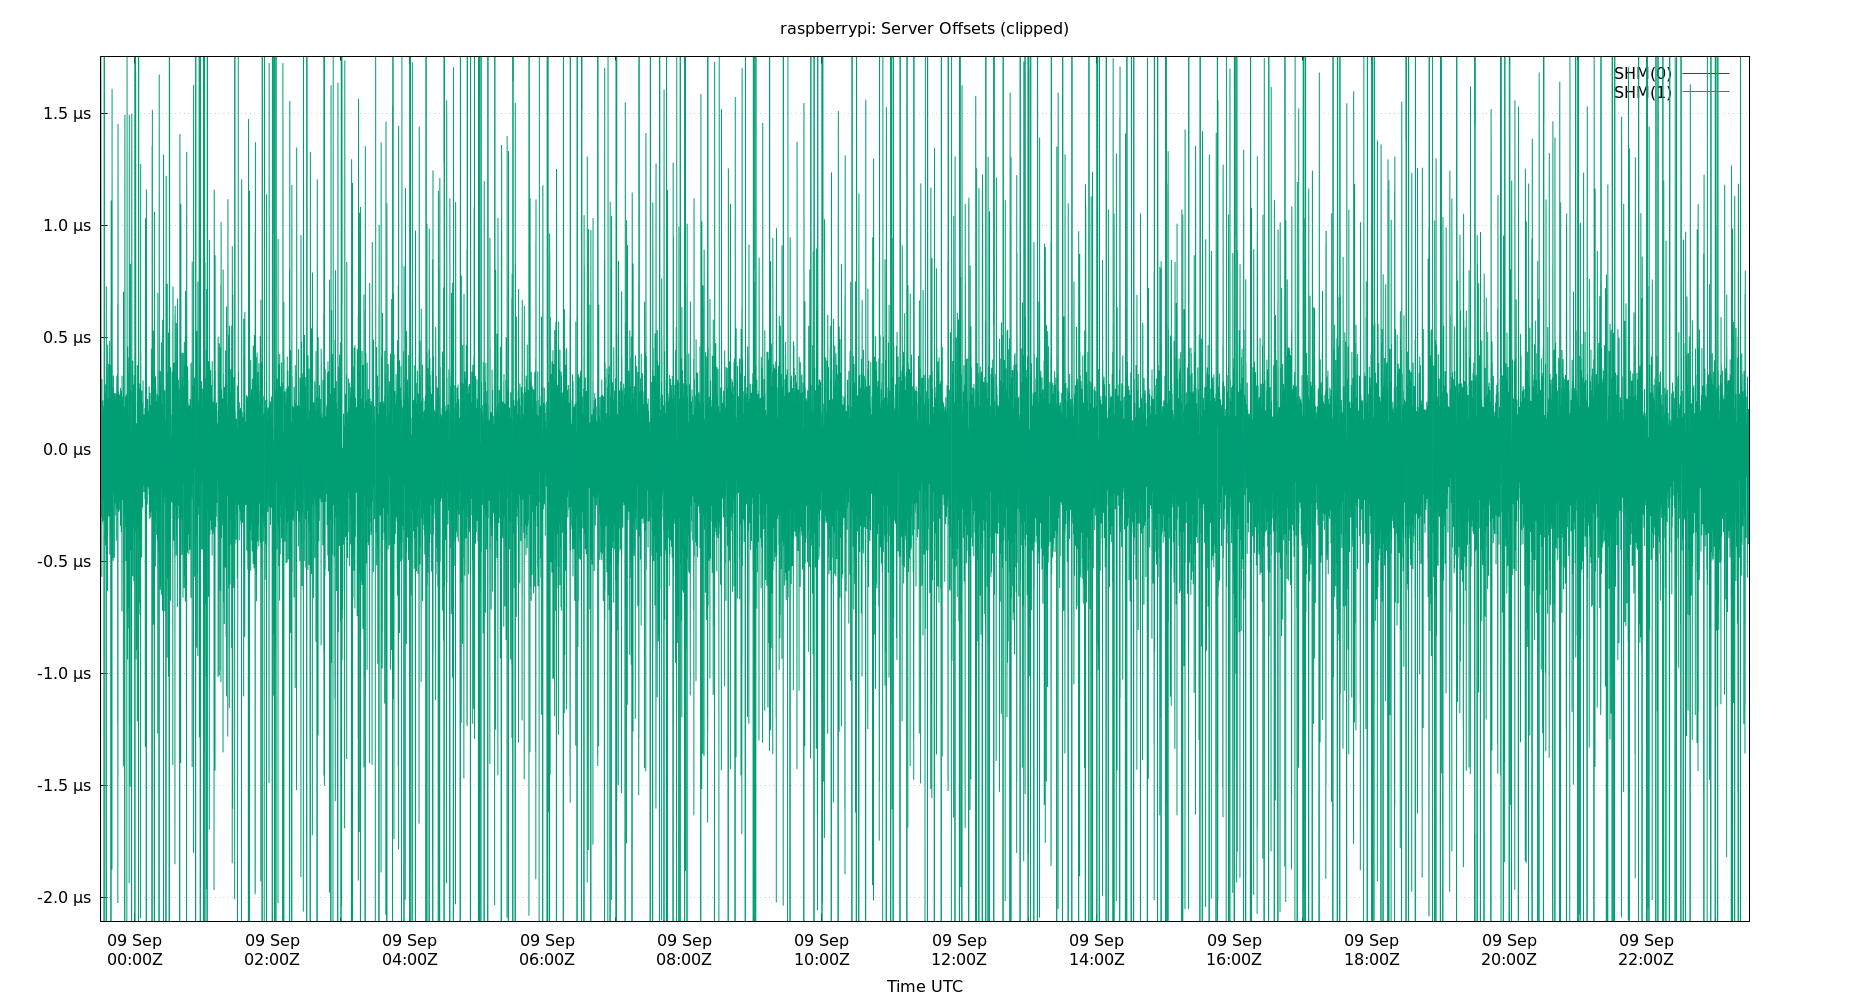 raspberrypi: Server Offsets (clipped)
SHM(0)
SHM(1)
1.5 µs
1.0 µs
0.5 µs
0.0 µs
-0.5 µs
-1.0 µs
-1.5 µs
-2.0 µs
09 Sep 09 Sep 09 Sep 09 Sep 09 Sep 09 Sep 09 Sep 09 Sep 09 Sep 09 Sep 09 Sep 09 Sep
00:00Z 02:00Z 04:00Z 06:00Z 08:00Z 10:00Z 12:00Z 14:00Z 16:00Z 18:00Z 20:00Z 22:00Z
Time UTC